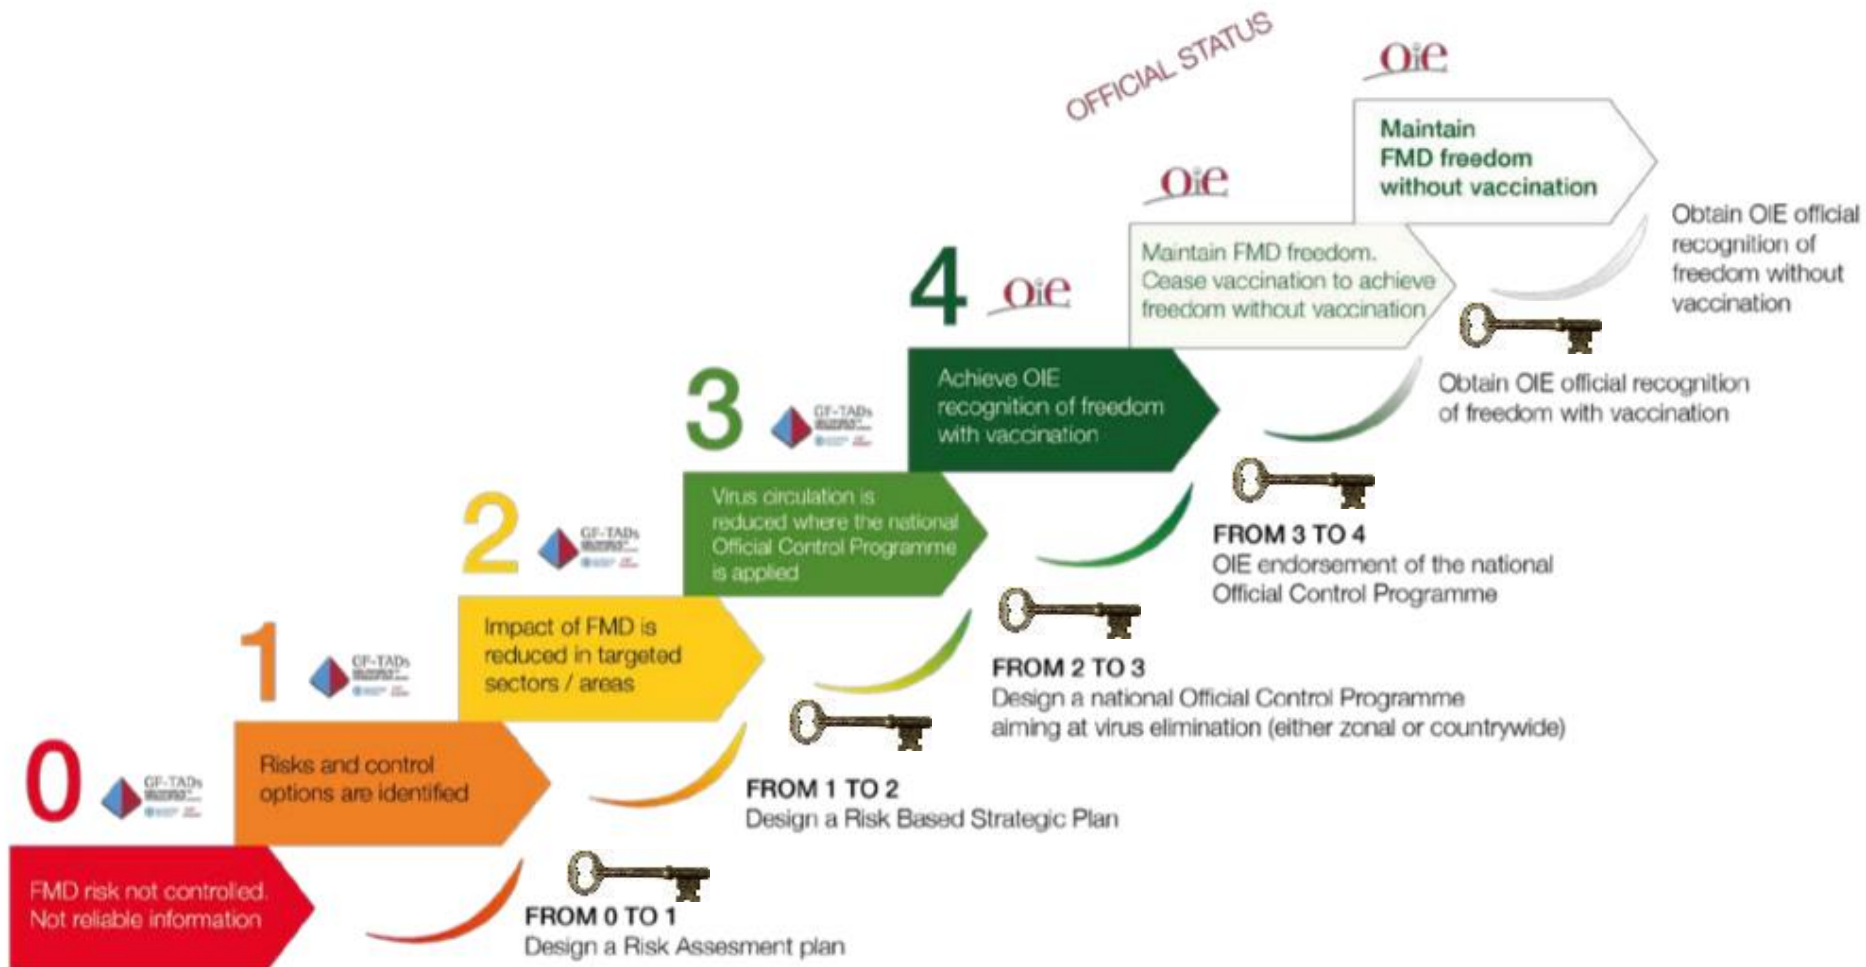 OFFICIAL STATUS
oie
Maintain
FMD freedom
without vaccination
Obtain OIE official
recognition of
freedom without
vaccination
oie
Maintain FMD freedom.
Cease vaccination to achieve
freedom without vaccination
Obtain OIE official recognition
of freedom with vaccination
4
oie
Achieve OIE
recognition of freedom
with vaccination
FROM 3 TO 4
OIE endorsement of the national
Official Control Programme
3
GF-TADs
Virus circulation is
reduced where the national
Official Control Programme
is applied
FROM 2 TO 3
Design a national Official Control Programme
aiming at virus elimination (either zonal or countrywide)
2
GF-TADs
Impact of FMD is
reduced in targeted
sectors / areas
FROM 1 TO 2
Design a Risk Based Strategic Plan
1
GF-TADs
Risks and control
options are identified
FROM 0 TO 1
Design a Risk Assesment plan
0
GF-TADs
FMD risk not controlled.
Not reliable information